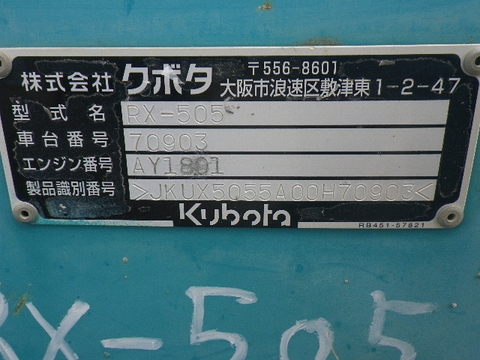 株式会社 クボタ 〒556-8601
大阪市浪速区敷津東1-2-47
型式名 RX-505
車台番号 70903
エンジン番号 AY1801
製品識別番号 >JKUX5055A00H70903<
Kubota
RB451-57621
RX-505